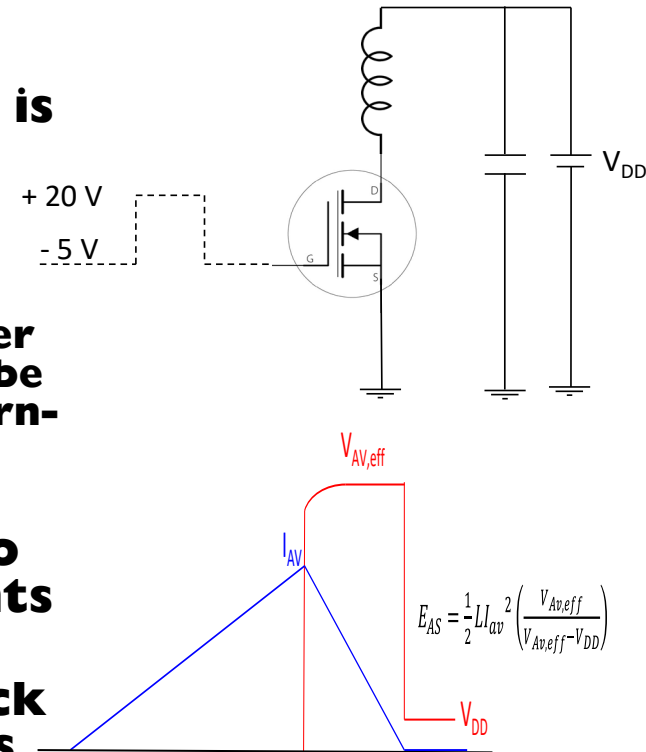 is
+ 20 V
- 5 V
D
G
S
V_DD
er
be
rn-
o
ts
ck
s
V_AV,eff
I_AV
E_AS = 1/2 L I_av^2 (V_Av,eff / (V_Av,eff − V_DD))
V_DD